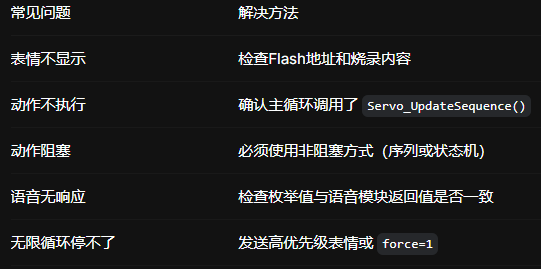 常见问题 解决方法
表情不显示 检查Flash地址和烧录内容
动作不执行 确认主循环调用了 Servo_UpdateSequence()
动作阻塞 必须使用非阻塞方式（序列或状态机）
语音无响应 检查枚举值与语音模块返回值是否一致
无限循环停不了 发送高优先级表情或 force=1